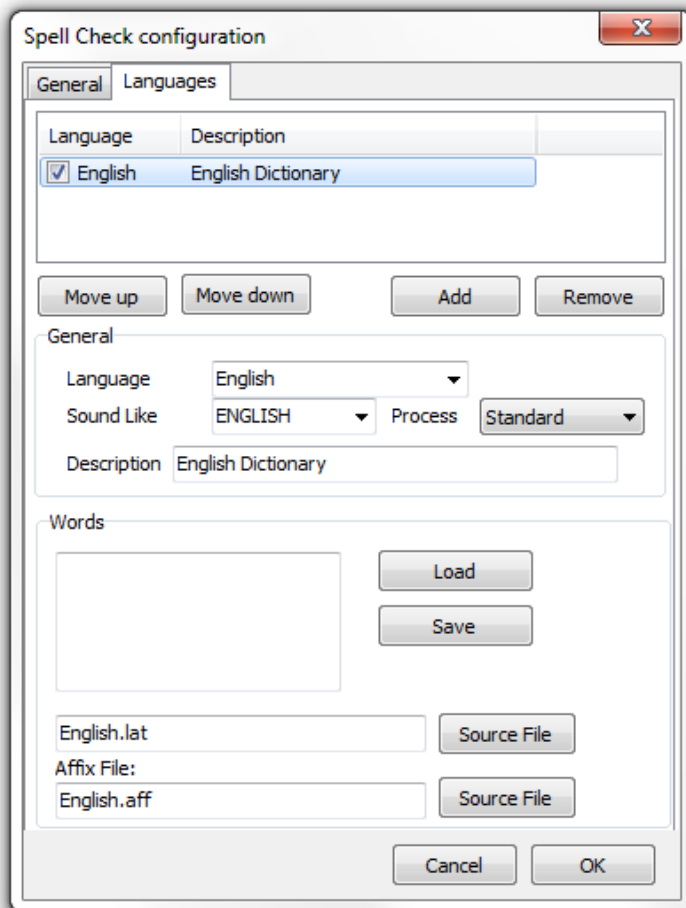 Spell Check configuration
General Languages
Language Description
English English Dictionary
Move up Move down Add Remove
General
Language English
Sound Like ENGLISH Process Standard
Description English Dictionary
Words
Load
Save
English.lat Source File
Affix File:
English.aff Source File
Cancel OK